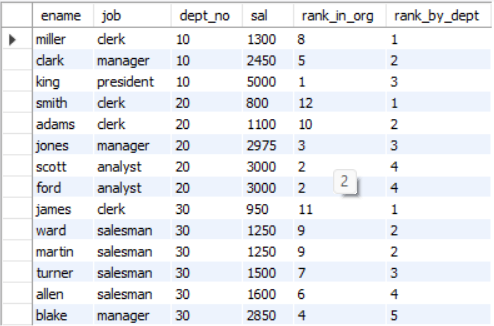 ename job dept_no sal rank_in_org rank_by_dept
miller clerk 10 1300 8 1
clark manager 10 2450 5 2
king president 10 5000 1 3
smith clerk 20 800 12 1
adams clerk 20 1100 10 2
jones manager 20 2975 3 3
scott analyst 20 3000 2 4
2
ford analyst 20 3000 2 4
james clerk 30 950 11 1
ward salesman 30 1250 9 2
martin salesman 30 1250 9 2
turner salesman 30 1500 7 3
allen salesman 30 1600 6 4
blake manager 30 2850 4 5